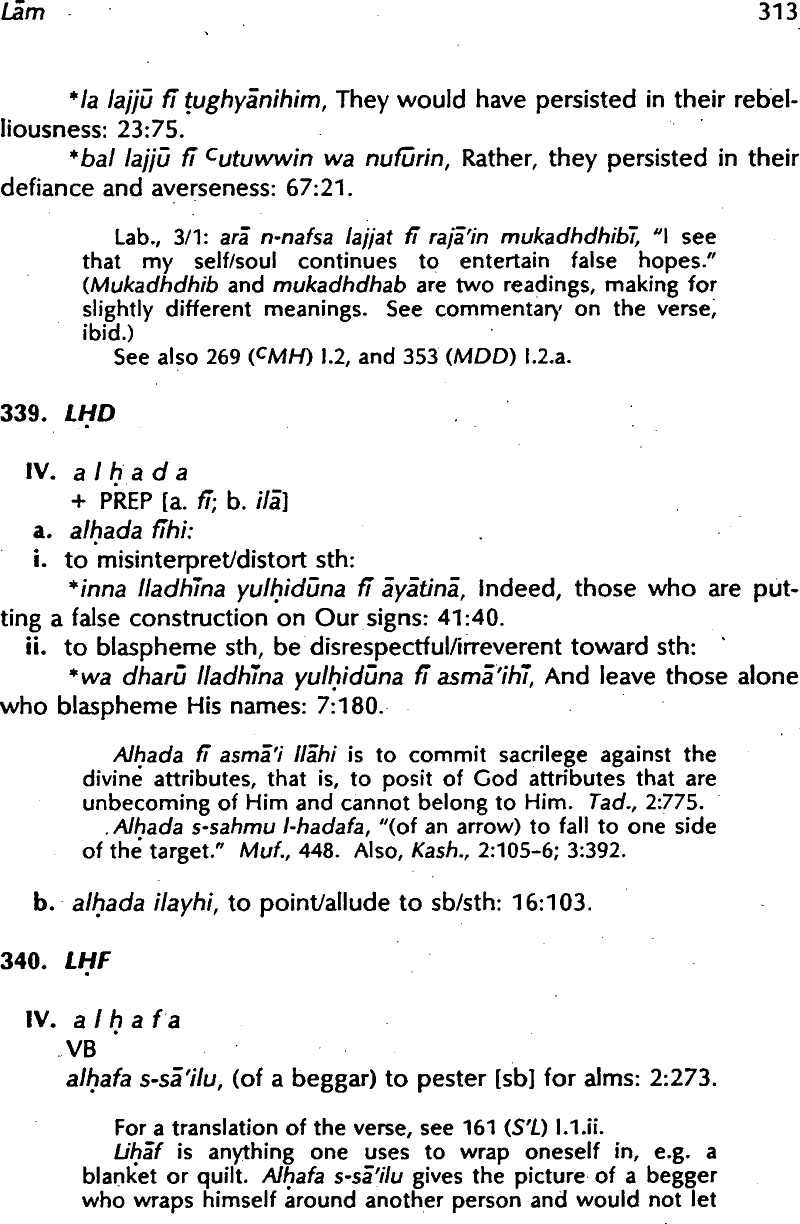 Lām 313
*la lajjū fī ṭughyānihim, They would have persisted in their rebel-
liousness: 23:75.
*bal lajjū fī ᶜutuwwin wa nufūrin, Rather, they persisted in their
defiance and averseness: 67:21.
Lab., 3/1: arā n-nafsa lajjat fī rajā'in mukadhdhibī, "I see
that my self/soul continues to entertain false hopes."
(Mukadhdhib and mukadhdhab are two readings, making for
slightly different meanings. See commentary on the verse,
ibid.)
See also 269 (ᶜMH) I.2, and 353 (MDD) I.2.a.
339. LḤD
IV. a l ḥ a d a
+ PREP [a. fī; b. ilā]
a. alḥada fīhi:
i. to misinterpret/distort sth:
*inna lladhīna yulḥidūna fī āyātinā, Indeed, those who are put-
ting a false construction on Our signs: 41:40.
ii. to blaspheme sth, be disrespectful/irreverent toward sth:
*wa dharū lladhīna yulḥidūna fī asmā'ihī, And leave those alone
who blaspheme His names: 7:180.
Alḥada fī asmā'i llāhi is to commit sacrilege against the
divine attributes, that is, to posit of God attributes that are
unbecoming of Him and cannot belong to Him. Tad., 2:775.
Alḥada s-sahmu l-hadafa, "(of an arrow) to fall to one side
of the target." Muf., 448. Also, Kash., 2:105-6; 3:392.
b. alḥada ilayhi, to point/allude to sb/sth: 16:103.
340. LḤF
IV. a l ḥ a f a
VB
alḥafa s-sā'ilu, (of a beggar) to pester [sb] for alms: 2:273.
For a translation of the verse, see 161 (S'L) I.1.ii.
Liḥāf is anything one uses to wrap oneself in, e.g. a
blanket or quilt. Alḥafa s-sā'ilu gives the picture of a begger
who wraps himself around another person and would not let